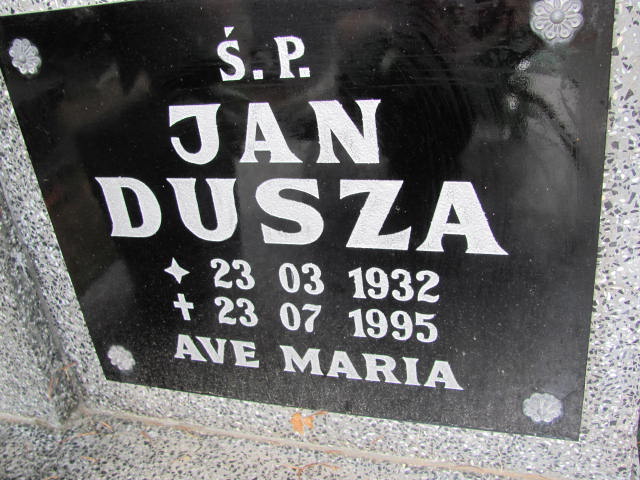 Ś.P.
JAN
DUSZA
✦ 23 03 1932
✝ 23 07 1995
AVE MARIA